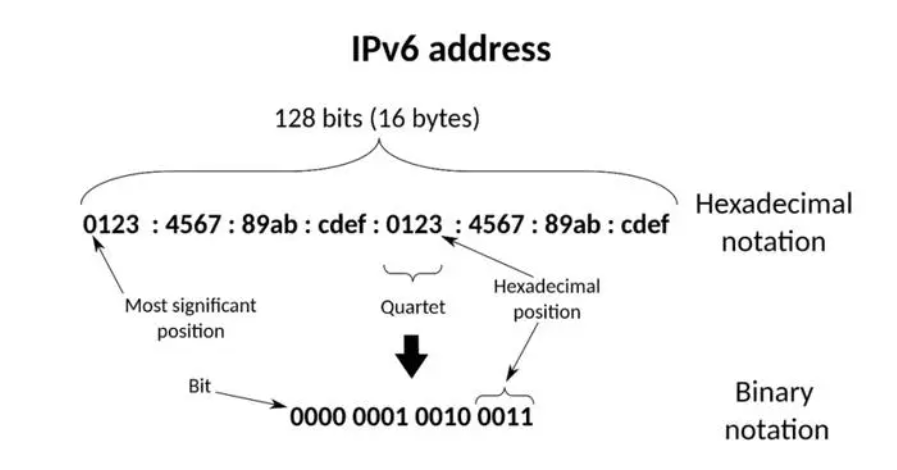 IPv6 address
128 bits (16 bytes)
0123 : 4567 : 89ab : cdef : 0123 : 4567 : 89ab : cdef
Hexadecimal
notation
Most significant
position
Quartet
Hexadecimal
position
Bit
0000 0001 0010 0011
Binary
notation